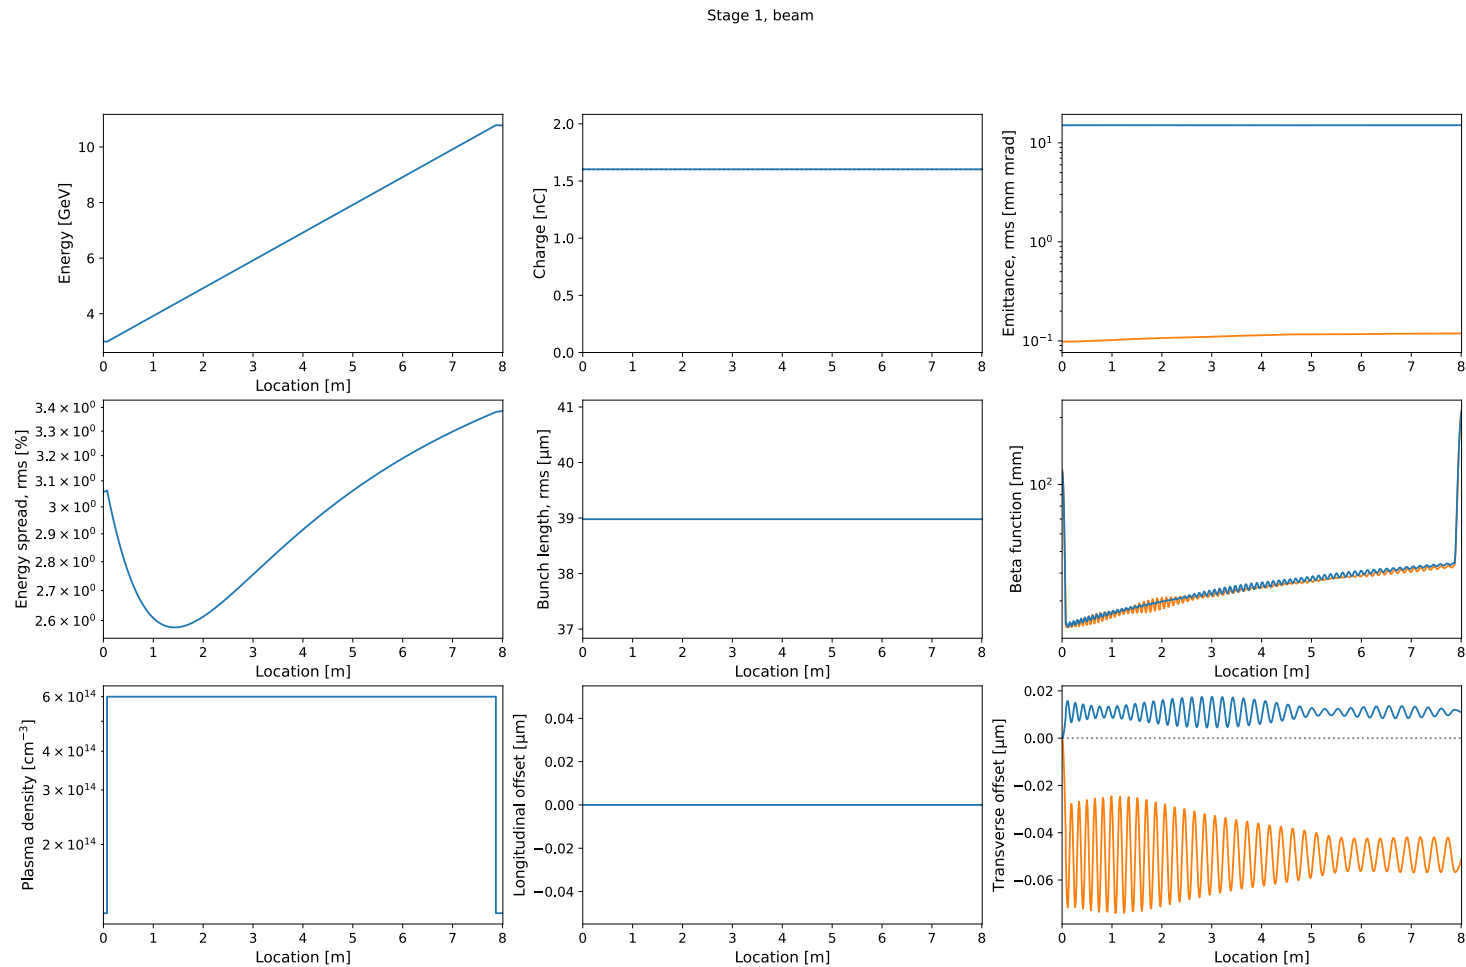 Stage 1, beam
Energy [GeV]
10
8
6
4
0 1 2 3 4 5 6 7 8
Location [m]
Charge [nC]
2.0
1.5
1.0
0.5
0.0
0 1 2 3 4 5 6 7 8
Emittance, rms [mm mrad]
10¹
10⁰
10⁻¹
0 1 2 3 4 5 6 7 8
Energy spread, rms [%]
3.4 × 10⁰
3.3 × 10⁰
3.2 × 10⁰
3.1 × 10⁰
3 × 10⁰
2.9 × 10⁰
2.8 × 10⁰
2.7 × 10⁰
2.6 × 10⁰
0 1 2 3 4 5 6 7 8
Location [m]
Bunch length, rms [µm]
41
40
39
38
37
0 1 2 3 4 5 6 7 8
Location [m]
Beta function [mm]
10²
0 1 2 3 4 5 6 7 8
Location [m]
Plasma density [cm⁻³]
6 × 10¹⁴
4 × 10¹⁴
3 × 10¹⁴
2 × 10¹⁴
0 1 2 3 4 5 6 7 8
Location [m]
Longitudinal offset [µm]
0.04
0.02
0.00
−0.02
−0.04
0 1 2 3 4 5 6 7 8
Location [m]
Transverse offset [µm]
0.02
0.00
−0.02
−0.04
−0.06
0 1 2 3 4 5 6 7 8
Location [m]